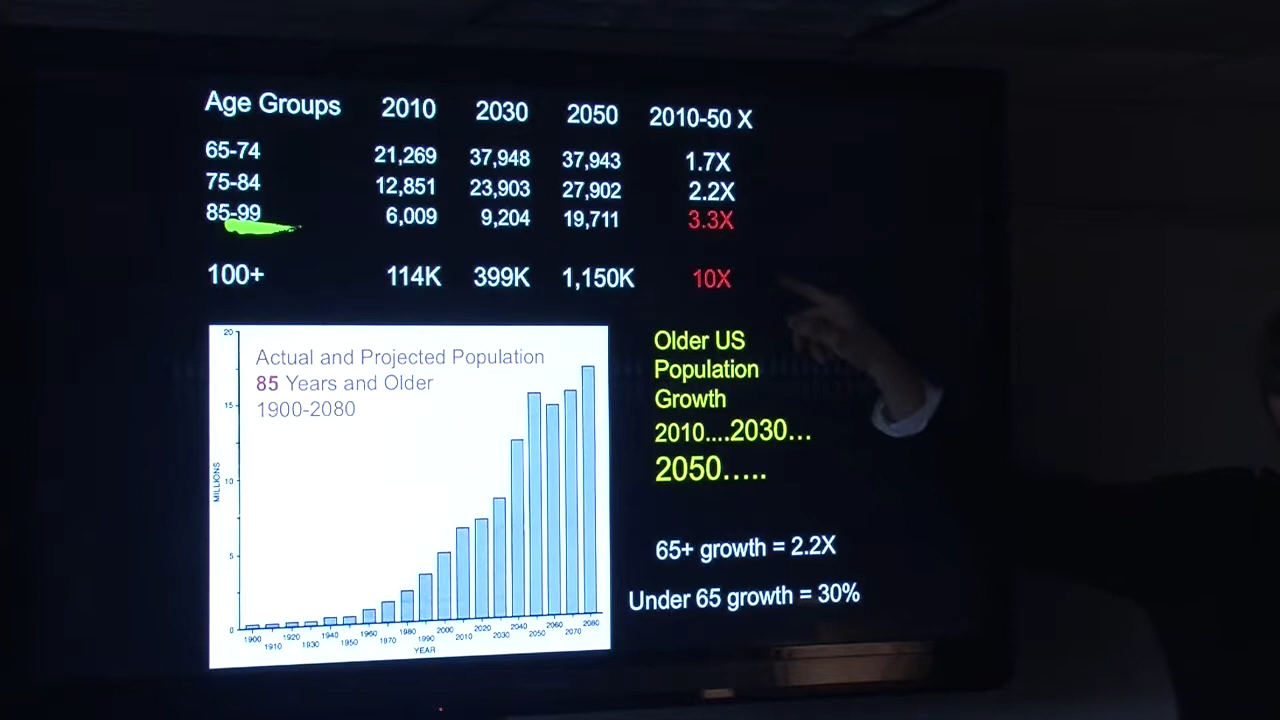 Age Groups 2010 2030 2050 2010-50 X
65-74 21,269 37,948 37,943 1.7X
75-84 12,851 23,903 27,902 2.2X
85-99 6,009 9,204 19,711 3.3X
100+ 114K 399K 1,150K 10X
Actual and Projected Population
85 Years and Older
1900-2080
20
15
10
5
0
MILLIONS
1900 1910 1920 1930 1940 1950 1960 1970 1980 1990 2000 2010 2020 2030 2040 2050 2060 2070 2080
YEAR
Older US
Population
Growth
2010....2030...
2050.....
65+ growth = 2.2X
Under 65 growth = 30%